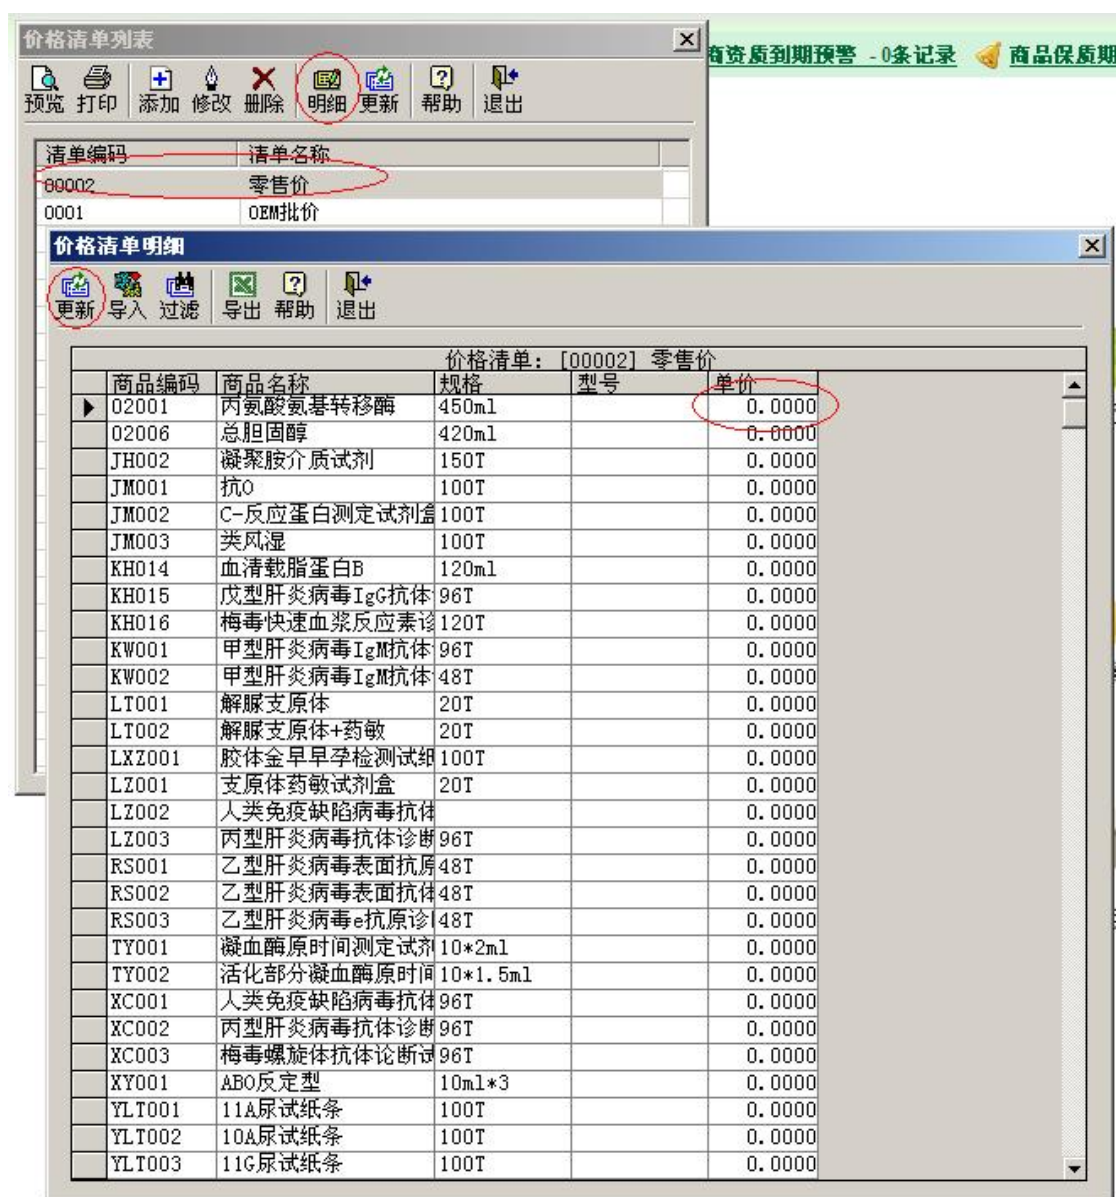 价格清单列表
商资质到期预警 -0条记录 商品保质期
预览 打印 添加 修改 删除 明细 更新 帮助 退出
清单编码 清单名称
00002 零售价
0001 OEM批价
价格清单明细
更新 导入 过滤 导出 帮助 退出
价格清单: [00002] 零售价
商品编码 商品名称 规格 型号 单价
02001 丙氨酸氨基转移酶 450ml 0.0000
02006 总胆固醇 420ml 0.0000
JH002 凝聚胺介质试剂 150T 0.0000
JM001 抗O 100T 0.0000
JM002 C-反应蛋白测定试剂盒 100T 0.0000
JM003 类风湿 100T 0.0000
KH014 血清载脂蛋白B 120ml 0.0000
KH015 戊型肝炎病毒IgG抗体 96T 0.0000
KH016 梅毒快速血浆反应素诊 120T 0.0000
KW001 甲型肝炎病毒IgM抗体 96T 0.0000
KW002 甲型肝炎病毒IgM抗体 48T 0.0000
LT001 解脲支原体 20T 0.0000
LT002 解脲支原体+药敏 20T 0.0000
LXZ001 胶体金早早孕检测试纸 100T 0.0000
LZ001 支原体药敏试剂盒 20T 0.0000
LZ002 人类免疫缺陷病毒抗体 0.0000
LZ003 丙型肝炎病毒抗体诊断 96T 0.0000
RS001 乙型肝炎病毒表面抗原 48T 0.0000
RS002 乙型肝炎病毒表面抗体 48T 0.0000
RS003 乙型肝炎病毒e抗原诊 48T 0.0000
TY001 凝血酶原时间测定试剂 10*2ml 0.0000
TY002 活化部分凝血酶原时间 10*1.5ml 0.0000
XC001 人类免疫缺陷病毒抗体 96T 0.0000
XC002 丙型肝炎病毒抗体诊断 96T 0.0000
XC003 梅毒螺旋体抗体论断试 96T 0.0000
XY001 ABO反定型 10ml*3 0.0000
YLT001 11A尿试纸条 100T 0.0000
YLT002 10A尿试纸条 100T 0.0000
YLT003 11G尿试纸条 100T 0.0000